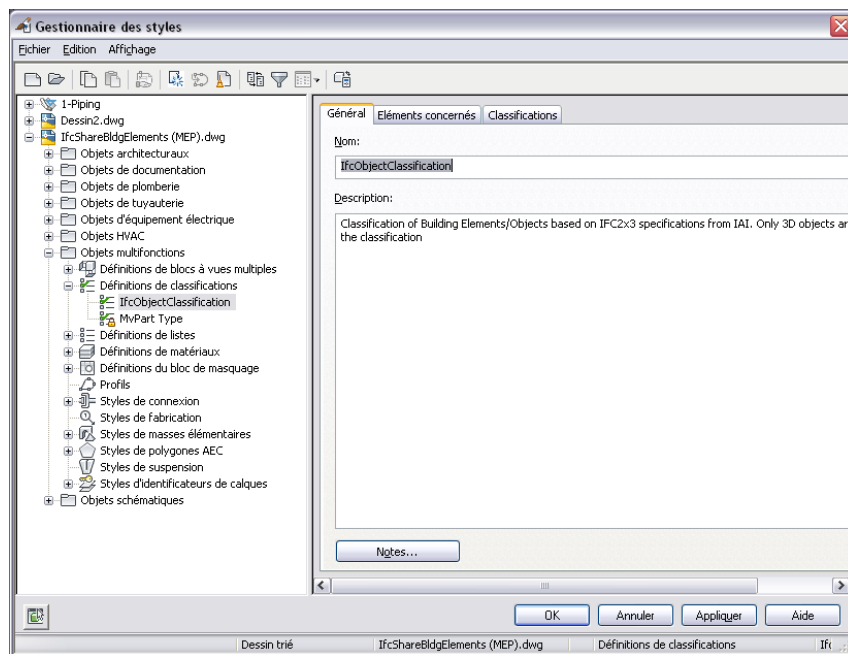 Gestionnaire des styles
Fichier Edition Affichage
1-Piping
Dessin2.dwg
IfcShareBldgElements (MEP).dwg
Objets architecturaux
Objets de documentation
Objets de plomberie
Objets de tuyauterie
Objets d'équipement électrique
Objets HVAC
Objets multifonctions
Définitions de blocs à vues multiples
Définitions de classifications
IfcObjectClassification
MvPart Type
Définitions de listes
Définitions de matériaux
Définitions du bloc de masquage
Profils
Styles de connexion
Styles de fabrication
Styles de masses élémentaires
Styles de polygones AEC
Styles de suspension
Styles d'identificateurs de calques
Objets schématiques
Général Eléments concernés Classifications
Nom:
IfcObjectClassification
Description:
Classification of Building Elements/Objects based on IFC2x3 specifications from IAI. Only 3D objects ar
the classification
Notes...
OK Annuler Appliquer Aide
Dessin trié IfcShareBldgElements (MEP).dwg Définitions de classifications Ifc